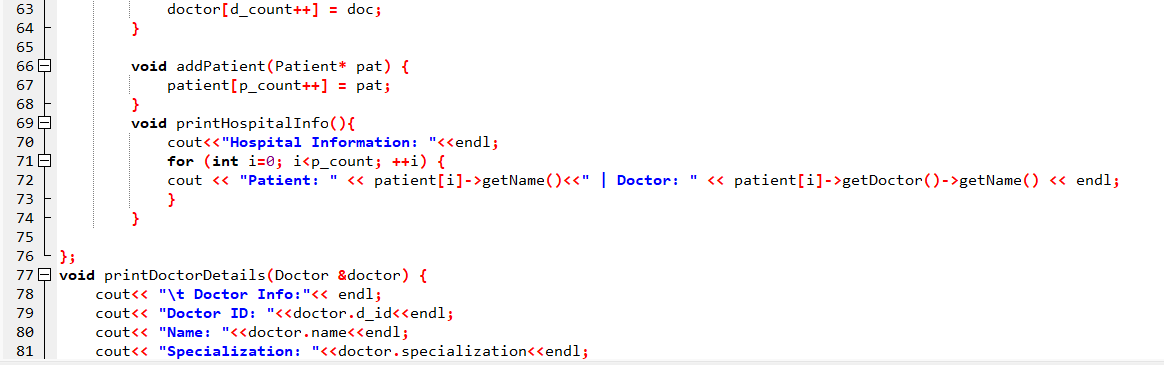 63 doctor[d_count++] = doc;
64 }
65
66 void addPatient(Patient* pat) {
67 patient[p_count++] = pat;
68 }
69 void printHospitalInfo(){
70 cout<<"Hospital Information: "<<endl;
71 for (int i=0; i<p_count; ++i) {
72 cout << "Patient: " << patient[i]->getName()<<" | Doctor: " << patient[i]->getDoctor()->getName() << endl;
73 }
74 }
75
76 };
77 void printDoctorDetails(Doctor &doctor) {
78 cout<< "\t Doctor Info:"<< endl;
79 cout<< "Doctor ID: "<<doctor.d_id<<endl;
80 cout<< "Name: "<<doctor.name<<endl;
81 cout<< "Specialization: "<<doctor.specialization<<endl;